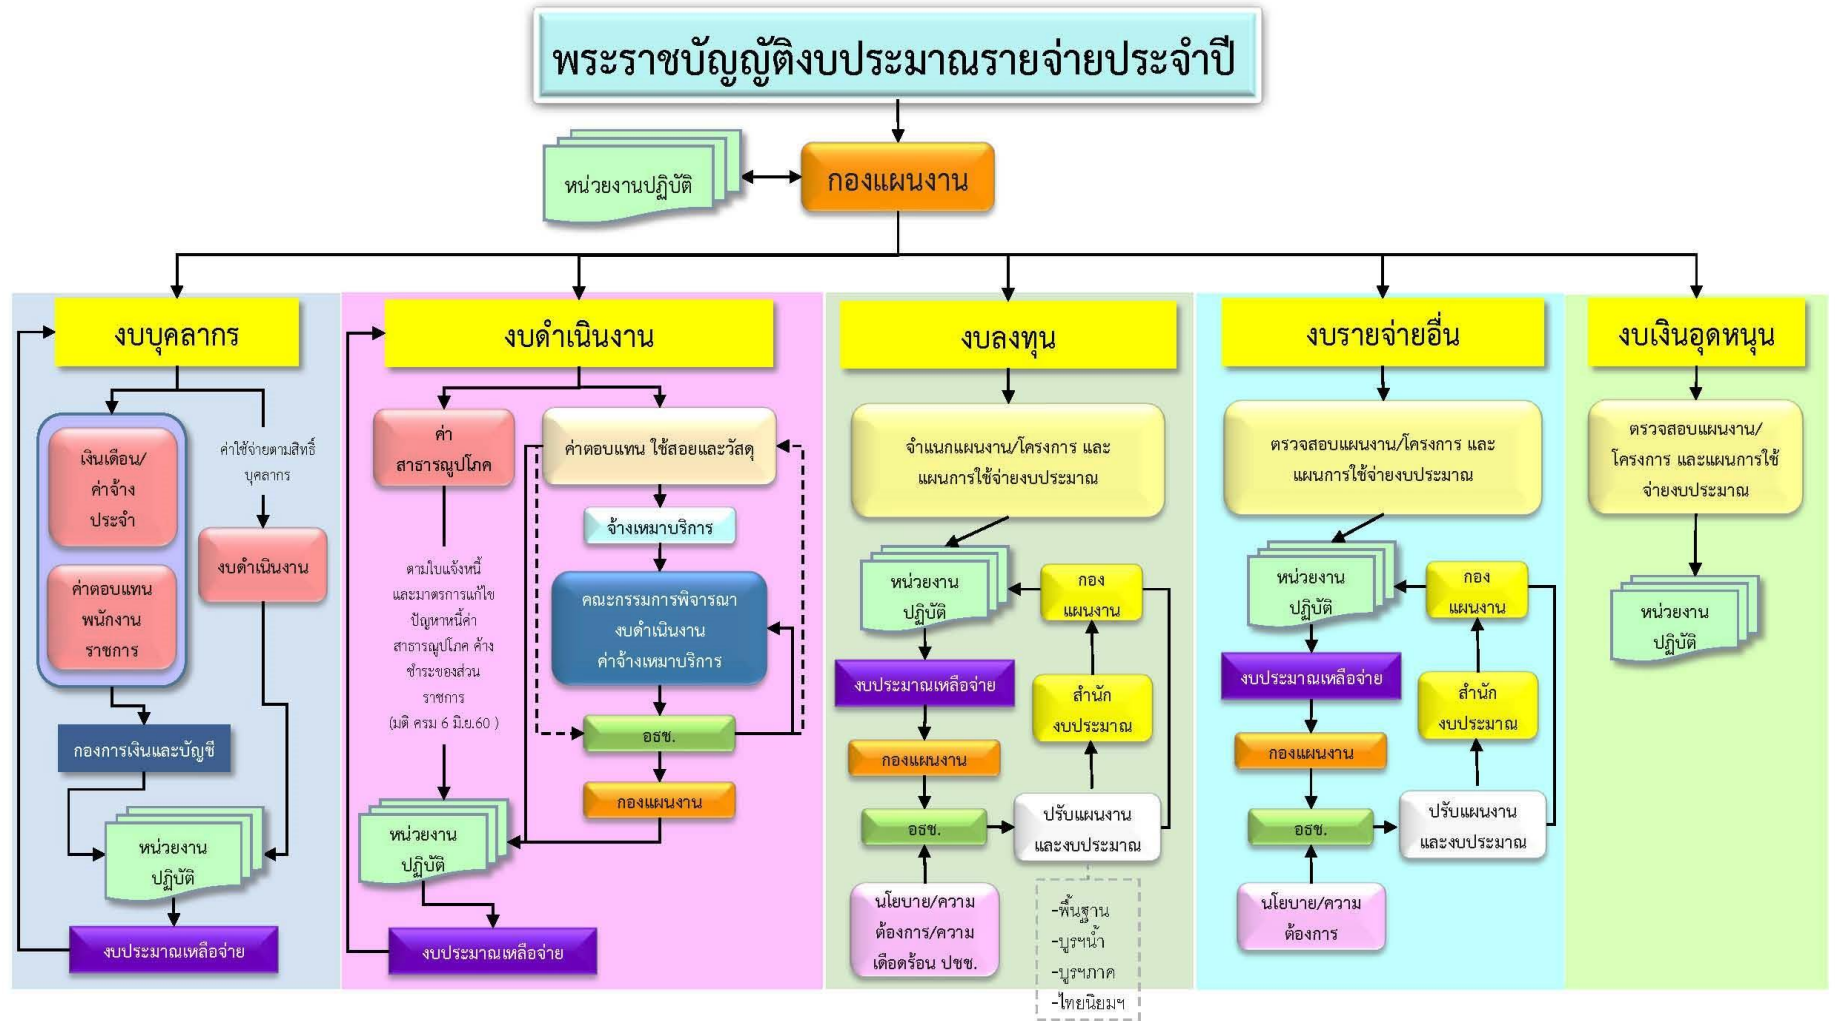 พระราชบัญญัติงบประมาณรายจ่ายประจำปี
หน่วยงานปฏิบัติ
กองแผนงาน
งบบุคลากร
เงินเดือน/
ค่าจ้าง
ประจำ
ค่าตอบแทน
พนักงาน
ราชการ
ค่าใช้จ่ายตามสิทธิ์
บุคลากร
งบดำเนินงาน
กองการเงินและบัญชี
หน่วยงาน
ปฏิบัติ
งบประมาณเหลือจ่าย
งบดำเนินงาน
ค่า
สาธารณูปโภค
ตามใบแจ้งหนี้
และมาตรการแก้ไข
ปัญหาหนี้ค่า
สาธารณูปโภค ค้าง
ชำระของส่วน
ราชการ
(มติ ครม 6 มิ.ย.60 )
ค่าตอบแทน ใช้สอยและวัสดุ
จ้างเหมาบริการ
คณะกรรมการพิจารณา
งบดำเนินงาน
ค่าจ้างเหมาบริการ
อธช.
กองแผนงาน
หน่วยงาน
ปฏิบัติ
งบประมาณเหลือจ่าย
งบลงทุน
จำแนกแผนงาน/โครงการ และ
แผนการใช้จ่ายงบประมาณ
หน่วยงาน
ปฏิบัติ
กอง
แผนงาน
งบประมาณเหลือจ่าย
สำนัก
งบประมาณ
กองแผนงาน
อธช.
ปรับแผนงาน
และงบประมาณ
นโยบาย/ความ
ต้องการ/ความ
เดือดร้อน ปชช.
-พื้นฐาน
-บูรฯน้ำ
-บูรฯภาค
-ไทยนิยมฯ
งบรายจ่ายอื่น
ตรวจสอบแผนงาน/โครงการ และ
แผนการใช้จ่ายงบประมาณ
หน่วยงาน
ปฏิบัติ
กอง
แผนงาน
งบประมาณเหลือจ่าย
สำนัก
งบประมาณ
กองแผนงาน
อธช.
ปรับแผนงาน
และงบประมาณ
นโยบาย/ความ
ต้องการ
งบเงินอุดหนุน
ตรวจสอบแผนงาน/
โครงการ และแผนการใช้
จ่ายงบประมาณ
หน่วยงาน
ปฏิบัติ